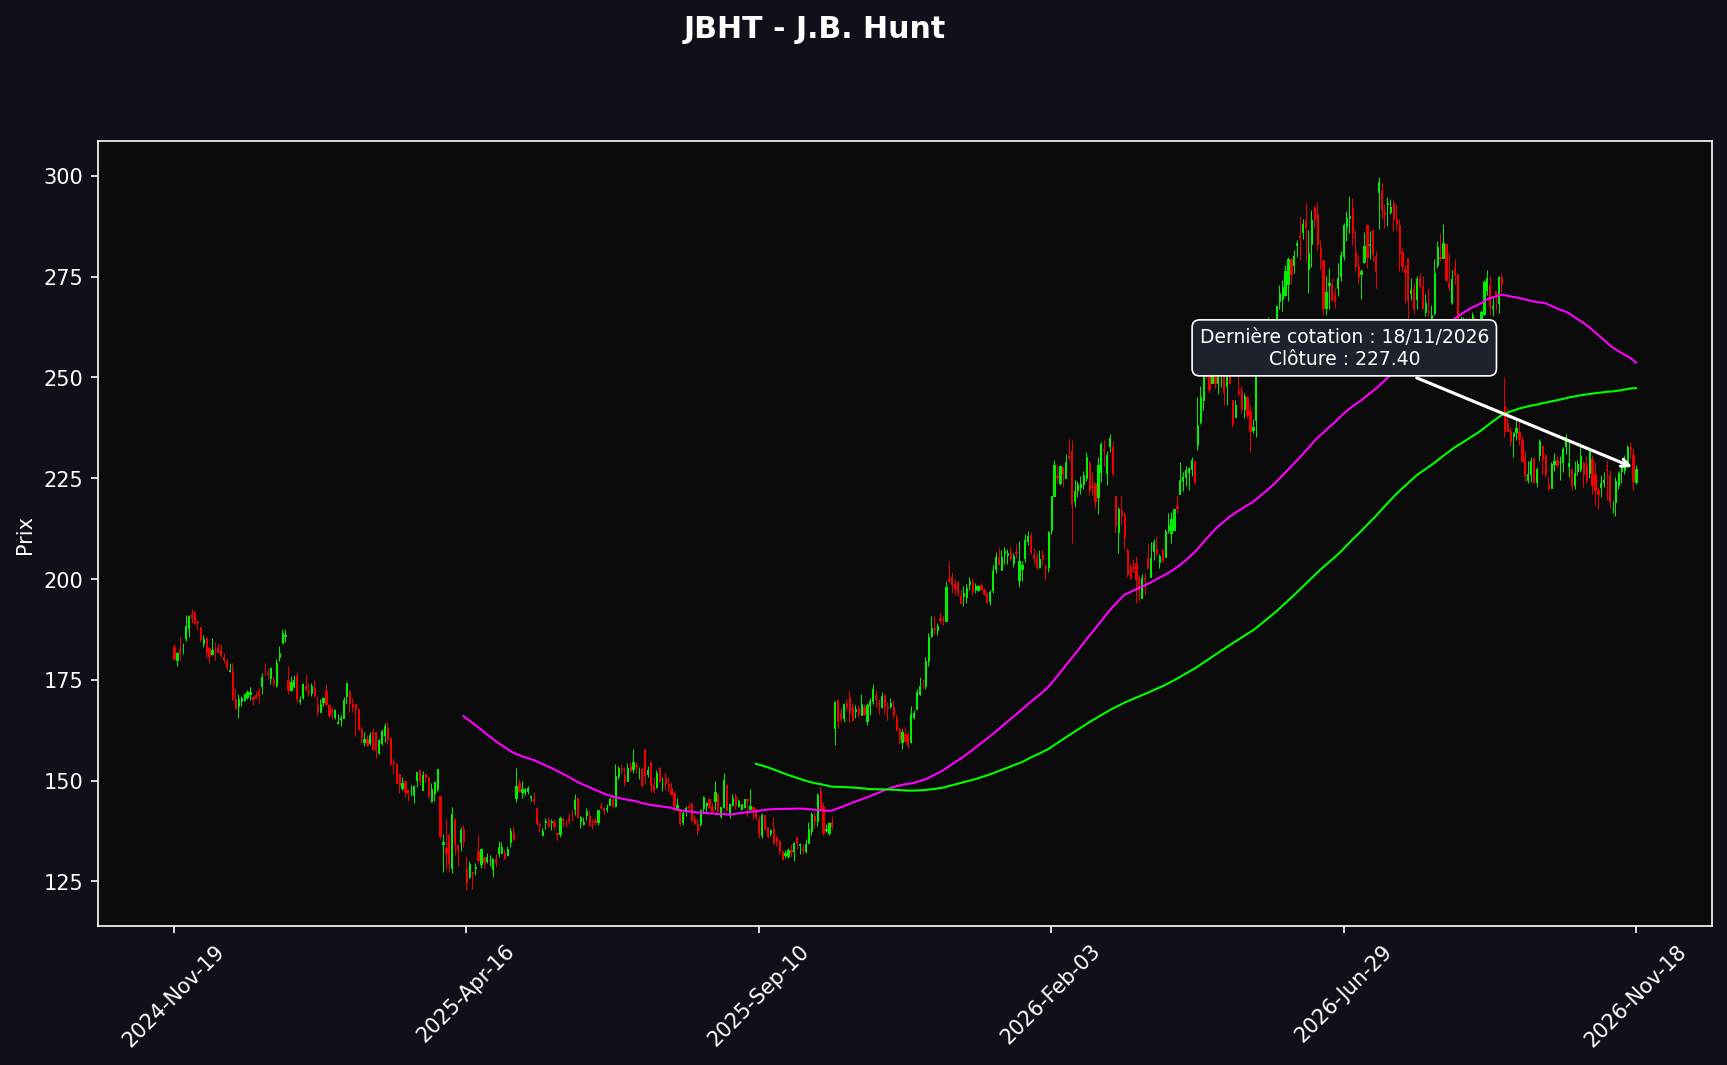 JBHT - J.B. Hunt
Prix
300
275
250
225
200
175
150
125
Dernière cotation : 18/11/2026
Clôture : 227.40
2024-Nov-19
2025-Apr-16
2025-Sep-10
2026-Feb-03
2026-Jun-29
2026-Nov-18